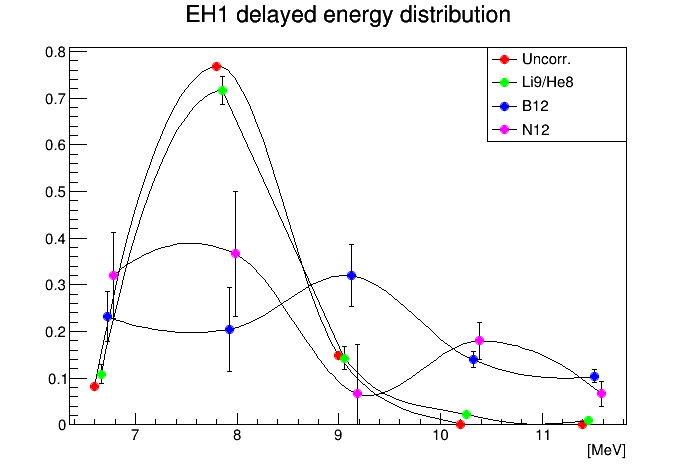 EH1 delayed energy distribution
0.8
0.7
0.6
0.5
0.4
0.3
0.2
0.1
0
Uncorr.
Li9/He8
B12
N12
7 8 9 10 11
[MeV]